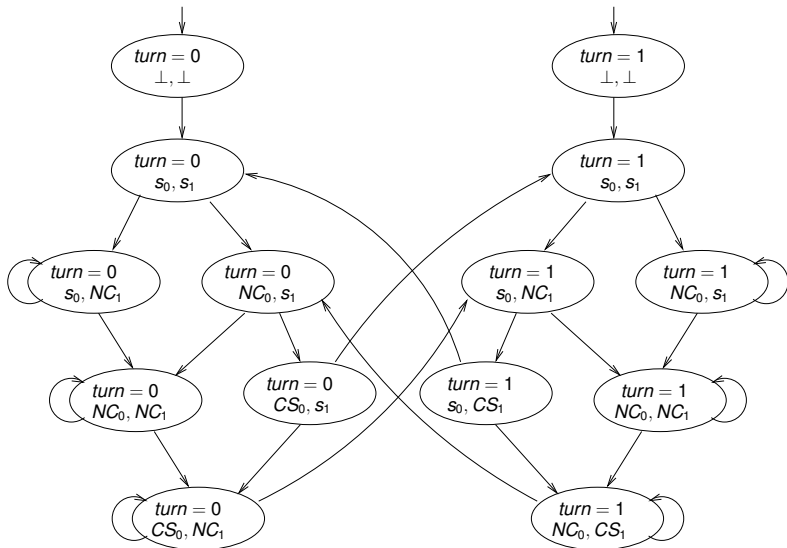 turn = 0
⊥, ⊥
turn = 1
⊥, ⊥
turn = 0
s₀, s₁
turn = 1
s₀, s₁
turn = 0
s₀, NC₁
turn = 0
NC₀, s₁
turn = 1
s₀, NC₁
turn = 1
NC₀, s₁
turn = 0
NC₀, NC₁
turn = 0
CS₀, s₁
turn = 1
s₀, CS₁
turn = 1
NC₀, NC₁
turn = 0
CS₀, NC₁
turn = 1
NC₀, CS₁